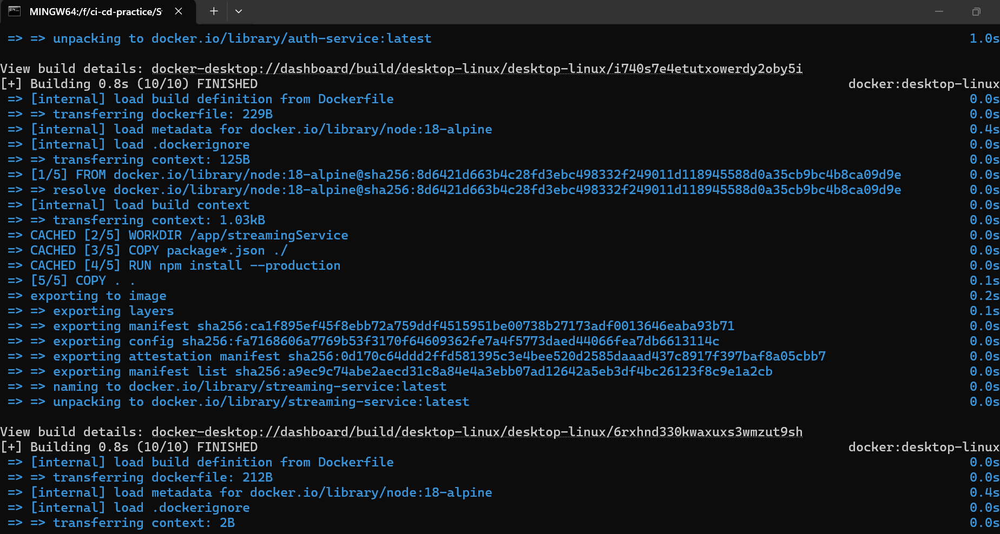 MINGW64:/f/ci-cd-practice/S
=> => unpacking to docker.io/library/auth-service:latest 1.0s
View build details: docker-desktop://dashboard/build/desktop-linux/desktop-linux/i740s7e4etutxowerdy2oby5i
[+] Building 0.8s (10/10) FINISHED docker:desktop-linux
=> [internal] load build definition from Dockerfile 0.0s
=> => transferring dockerfile: 229B 0.0s
=> [internal] load metadata for docker.io/library/node:18-alpine 0.4s
=> [internal] load .dockerignore 0.0s
=> => transferring context: 125B 0.0s
=> [1/5] FROM docker.io/library/node:18-alpine@sha256:8d6421d663b4c28fd3ebc498332f249011d118945588d0a35cb9bc4b8ca09d9e 0.0s
=> => resolve docker.io/library/node:18-alpine@sha256:8d6421d663b4c28fd3ebc498332f249011d118945588d0a35cb9bc4b8ca09d9e 0.0s
=> [internal] load build context 0.0s
=> => transferring context: 1.03kB 0.0s
=> CACHED [2/5] WORKDIR /app/streamingService 0.0s
=> CACHED [3/5] COPY package*.json ./ 0.0s
=> CACHED [4/5] RUN npm install --production 0.0s
=> [5/5] COPY . . 0.1s
=> exporting to image 0.2s
=> => exporting layers 0.1s
=> => exporting manifest sha256:ca1f895ef45f8ebb72a759ddf4515951be00738b27173adf0013646eaba93b71 0.0s
=> => exporting config sha256:fa7168606a7769b53f3170f64609362fe7a4f5773daed44066fea7db6613114c 0.0s
=> => exporting attestation manifest sha256:0d170c64ddd2ffd581395c3e4bee520d2585daaad437c8917f397baf8a05cbb7 0.0s
=> => exporting manifest list sha256:a9ec9c74abe2aecd31c8a84e4a3ebb07ad12642a5eb3df4bc26123f8c9e1a2cb 0.0s
=> => naming to docker.io/library/streaming-service:latest 0.0s
=> => unpacking to docker.io/library/streaming-service:latest 0.0s
View build details: docker-desktop://dashboard/build/desktop-linux/desktop-linux/6rxhnd330kwaxuxs3wmzut9sh
[+] Building 0.8s (10/10) FINISHED docker:desktop-linux
=> [internal] load build definition from Dockerfile 0.0s
=> => transferring dockerfile: 212B 0.0s
=> [internal] load metadata for docker.io/library/node:18-alpine 0.4s
=> [internal] load .dockerignore 0.0s
=> => transferring context: 2B 0.0s